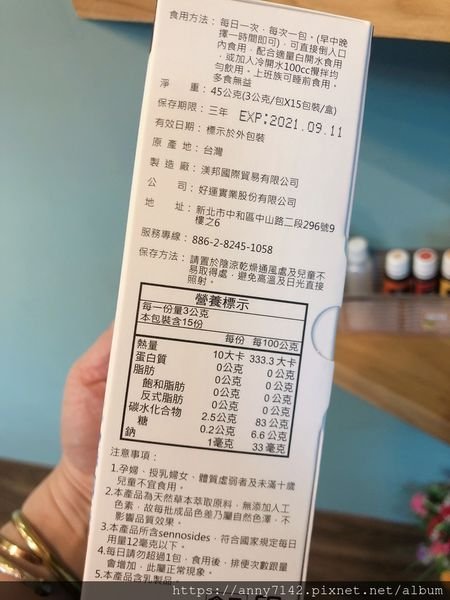 食用方法：每日一次，每次一包。(早中晚
擇一時間即可)，可直接倒入口
內食用，配合適量白開水食用
，或加入冷開水100cc攪拌均
勻飲用。上班族可睡前食用，
多食無益
淨　　重：45公克(3公克/包X15包裝/盒)
保存期限：三年 EXP:2021.09.11
有效日期：標示於外包裝
原 產 地：台灣
製 造 廠：渼邦國際貿易有限公司
公　　司：好運實業股份有限公司
地　　址：新北市中和區中山路二段296號9
樓之6
服務專線：886-2-8245-1058
保存方法：請置於陰涼乾燥通風處及兒童不
易取得處，避免高溫及日光直接
照射。
營養標示
每一份量3公克
本包裝含15份
每份 每100公克
熱量 10大卡 333.3大卡
蛋白質 0公克 0公克
脂肪 0公克 0公克
飽和脂肪 0公克 0公克
反式脂肪 0公克 0公克
碳水化合物 2.5公克 83公克
糖 0.2公克 6.6公克
鈉 1毫克 33毫克
注意事項：
1.孕婦、授乳婦女、體質虛弱者及未滿十歲
兒童不宜食用。
2.本產品為天然草本萃取原料，無添加人工
色素，故每批成品色差乃屬自然色澤，不
影響品質效果。
3.本產品所含sennosides，符合國家規定每日
用量12毫克以下。
4.每日請勿超過1包，食用後，排便次數跟量
會增加，此屬正常現象。
5.本產品含乳製品
https://anny7142.pixnet.net/album